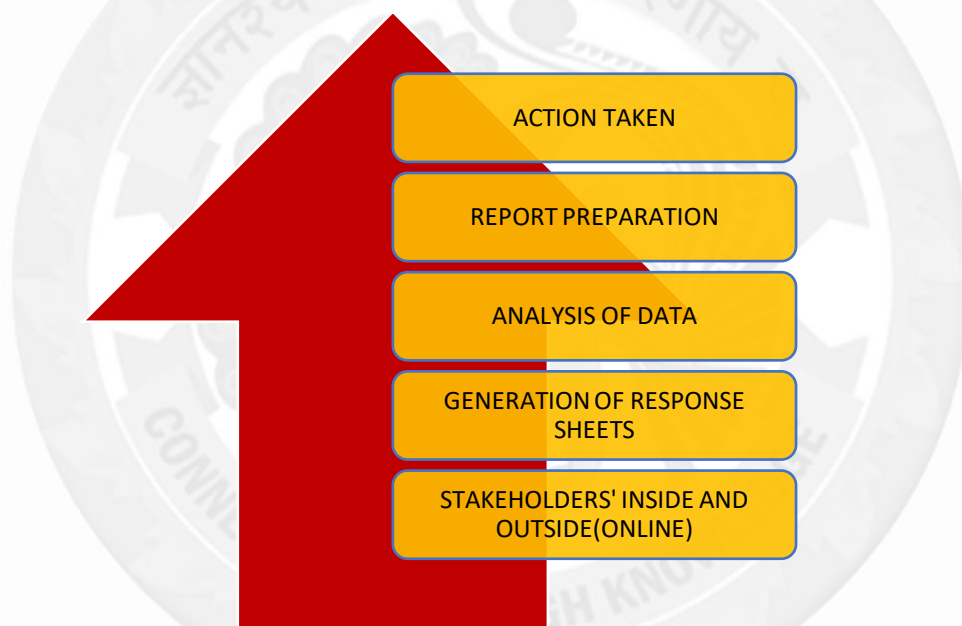 ACTION TAKEN
REPORT PREPARATION
ANALYSIS OF DATA
GENERATION OF RESPONSE
SHEETS
STAKEHOLDERS' INSIDE AND
OUTSIDE(ONLINE)